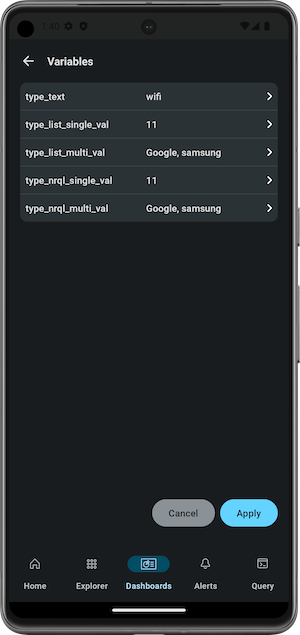 1:40
Variables
type_text wifi
type_list_single_val 11
type_list_multi_val Google, samsung
type_nrql_single_val 11
type_nrql_multi_val Google, samsung
Cancel Apply
Home Explorer Dashboards Alerts Query